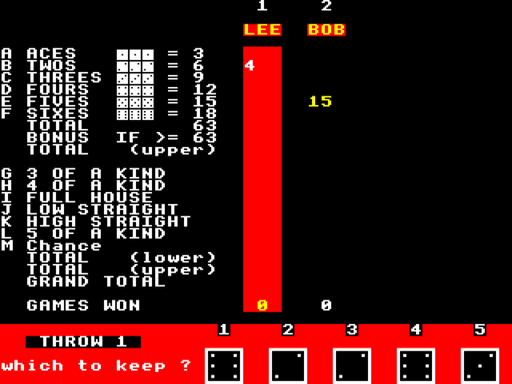 1 2
LEE BOB
A ACES = 3
B TWOS = 6 4
C THREES = 9
D FOURS = 12
E FIVES = 15 15
F SIXES = 18
TOTAL 63
BONUS IF >= 63
TOTAL (upper)
G 3 OF A KIND
H 4 OF A KIND
I FULL HOUSE
J LOW STRAIGHT
K HIGH STRAIGHT
L 5 OF A KIND
M Chance
TOTAL (lower)
TOTAL (upper)
GRAND TOTAL
GAMES WON 0 0
1 2 3 4 5
THROW 1
which to keep ?